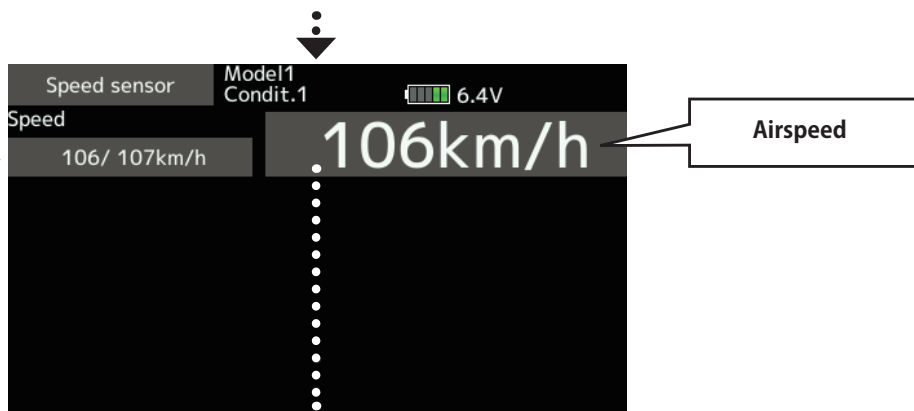 Speed sensor
Model1
Condit.1
6.4V
Speed
106/ 107km/h
106km/h
Airspeed